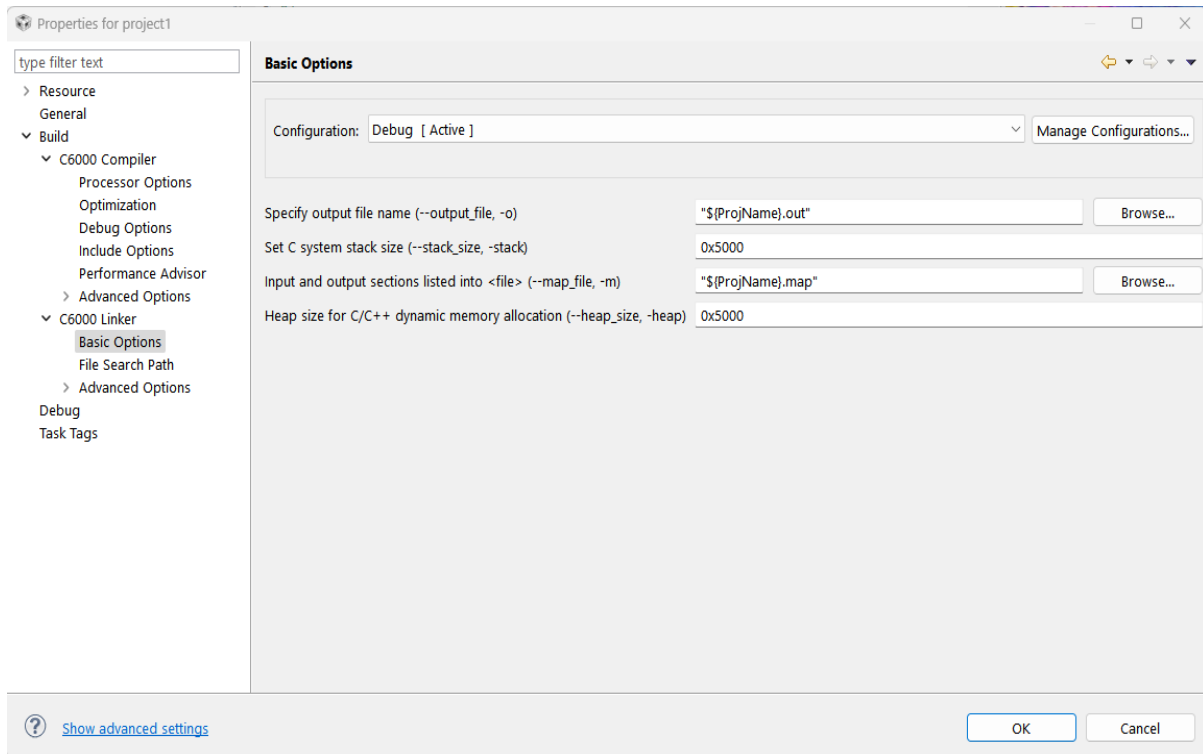 Properties for project1
type filter text
Resource
General
Build
C6000 Compiler
Processor Options
Optimization
Debug Options
Include Options
Performance Advisor
Advanced Options
C6000 Linker
Basic Options
File Search Path
Advanced Options
Debug
Task Tags
Basic Options
Configuration: Debug [ Active ] Manage Configurations...
Specify output file name (--output_file, -o) "${ProjName}.out" Browse...
Set C system stack size (--stack_size, -stack) 0x5000
Input and output sections listed into <file> (--map_file, -m) "${ProjName}.map" Browse...
Heap size for C/C++ dynamic memory allocation (--heap_size, -heap) 0x5000
? Show advanced settings OK Cancel